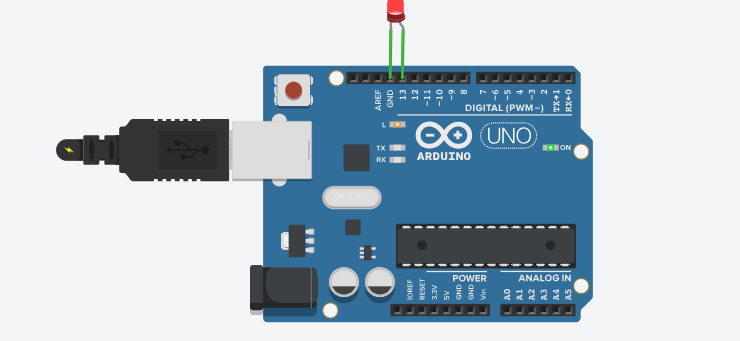 AREF
GND
13
12
~11
~10
~9
8
7
~6
~5
4
~3
2
TX→1
RX←0
DIGITAL (PWM~)
L
TX
RX
ARDUINO
UNO
ON
POWER
ANALOG IN
IOREF
RESET
3.3V
5V
GND
GND
Vin
A0
A1
A2
A3
A4
A5